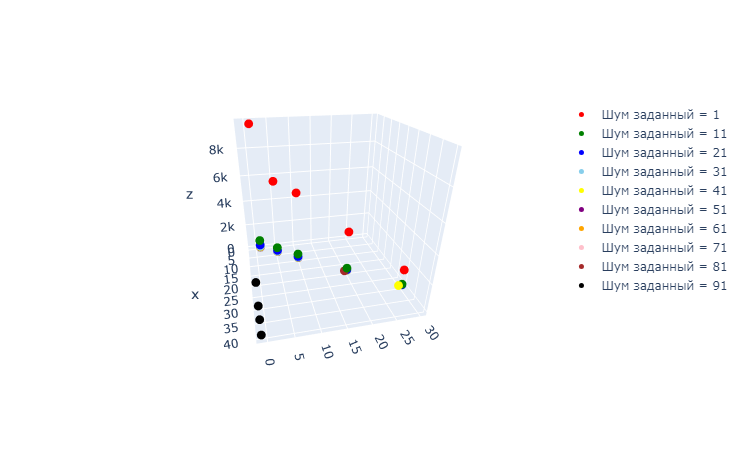 Шум заданный = 1
Шум заданный = 11
Шум заданный = 21
Шум заданный = 31
Шум заданный = 41
Шум заданный = 51
Шум заданный = 61
Шум заданный = 71
Шум заданный = 81
Шум заданный = 91
8k
6k
z
4k
2k
0
0
5
10
15
20
x
25
30
35
40
0
5
10
15
20
25
30